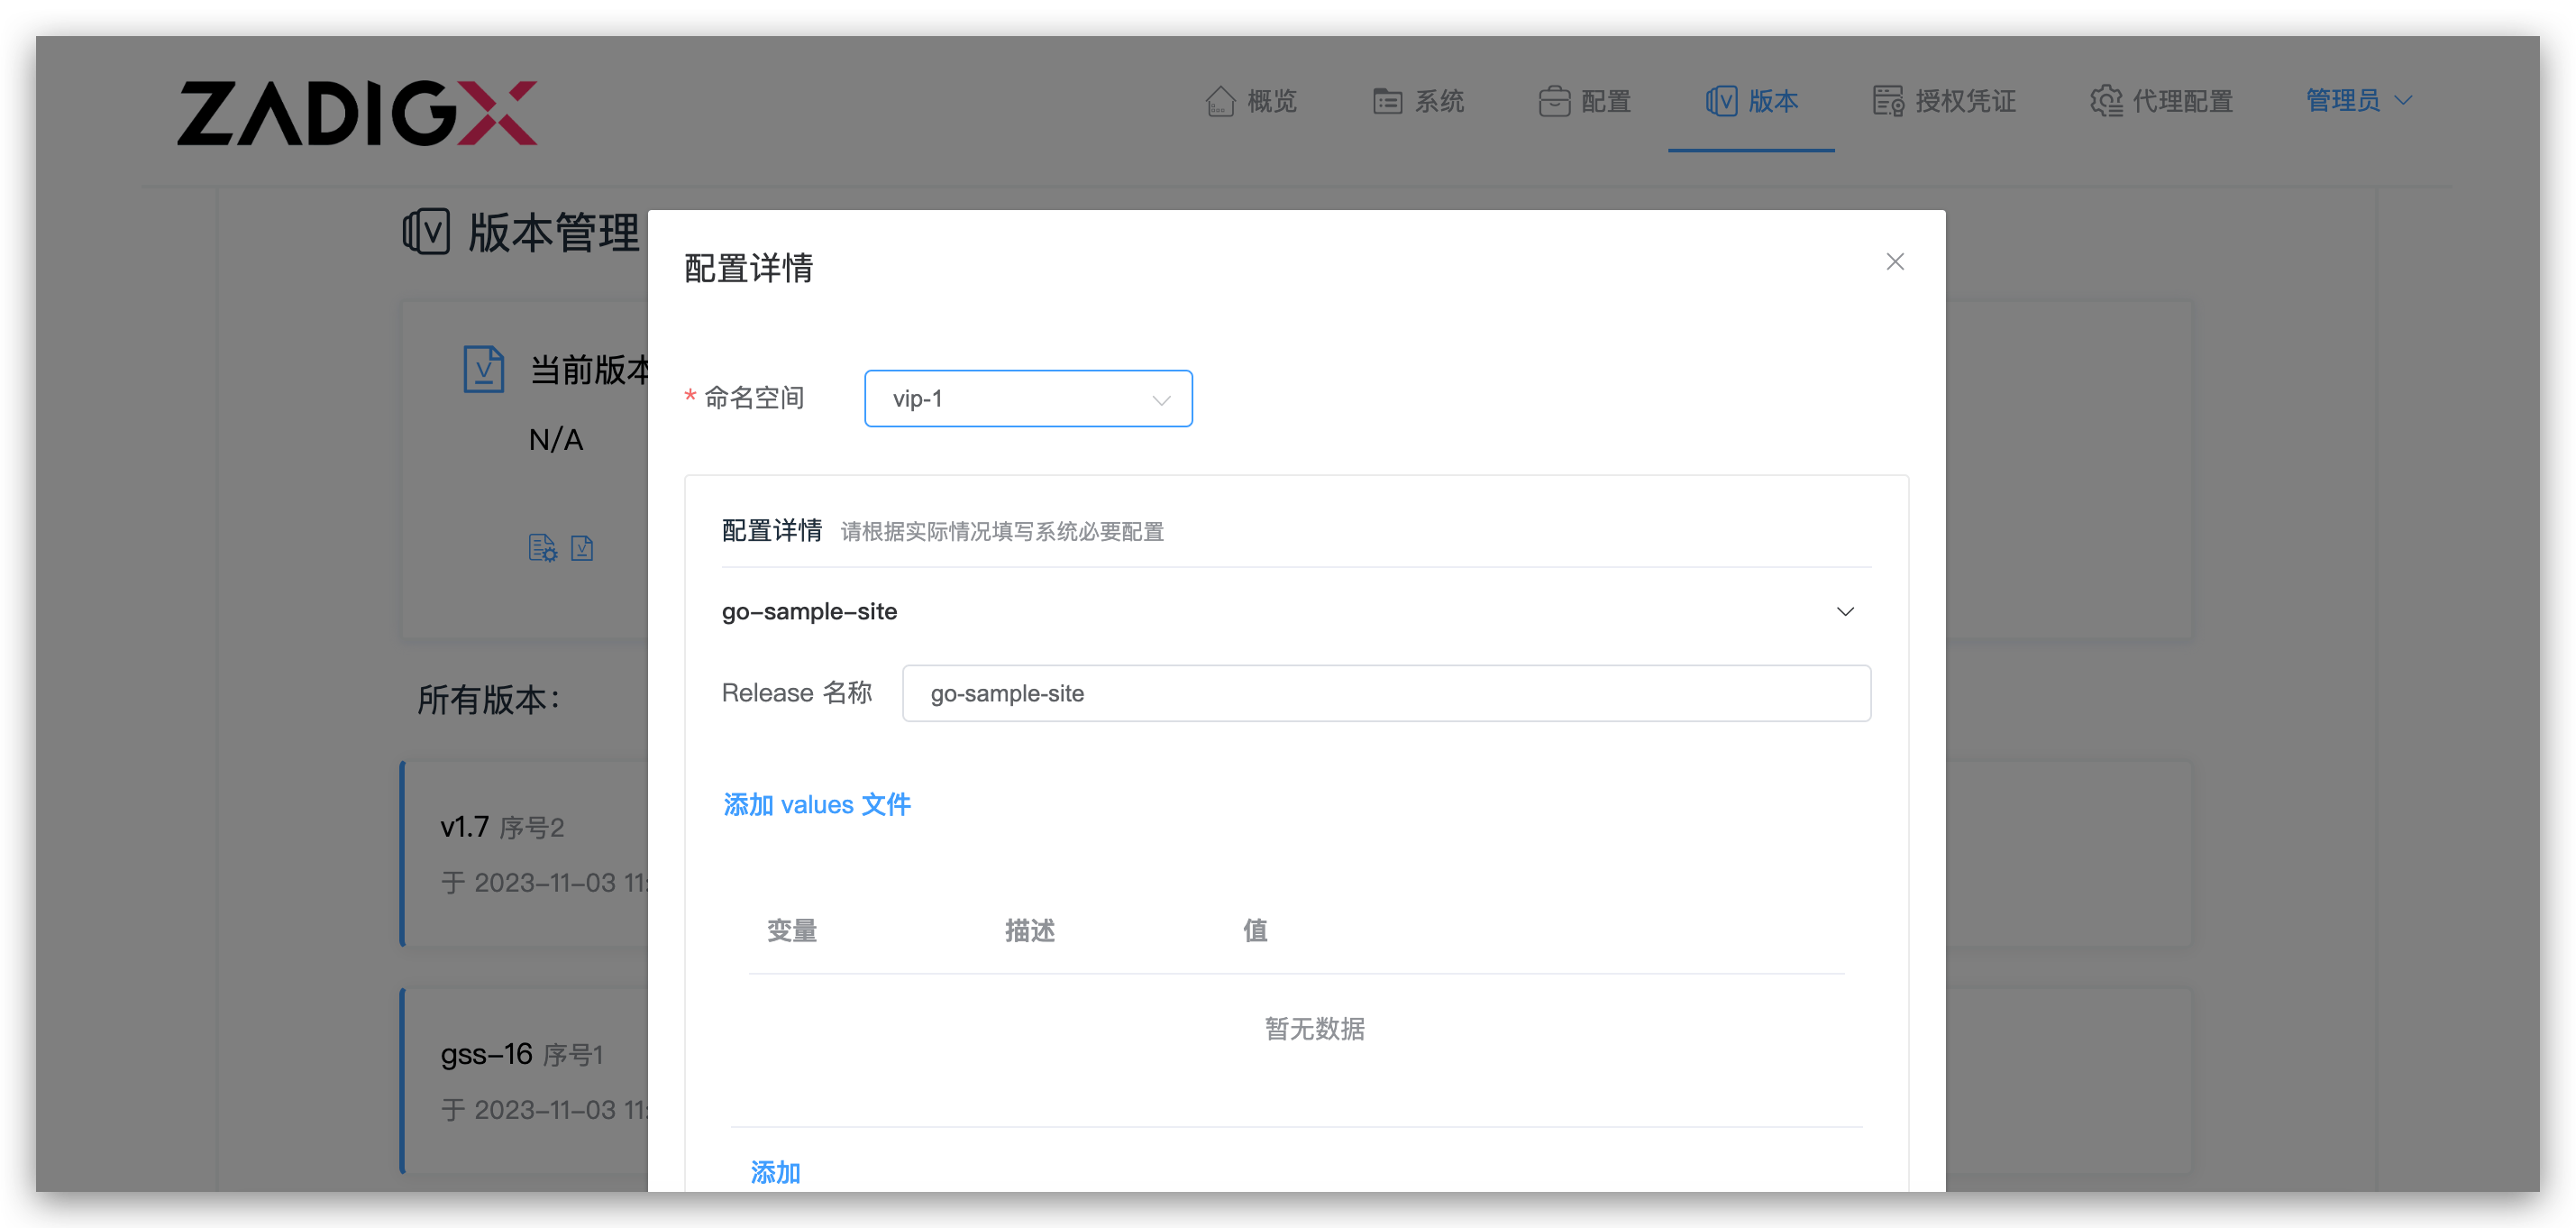 ZADIGX
概览
系统
配置
版本
授权凭证
代理配置
管理员
版本管理
配置详情
当前版本
N/A
* 命名空间
vip-1
配置详情 请根据实际情况填写系统必要配置
go-sample-site
Release 名称
go-sample-site
所有版本:
添加 values 文件
v1.7 序号2
于 2023-11-03 11:
变量 描述 值
暂无数据
gss-16 序号1
于 2023-11-03 11:
添加